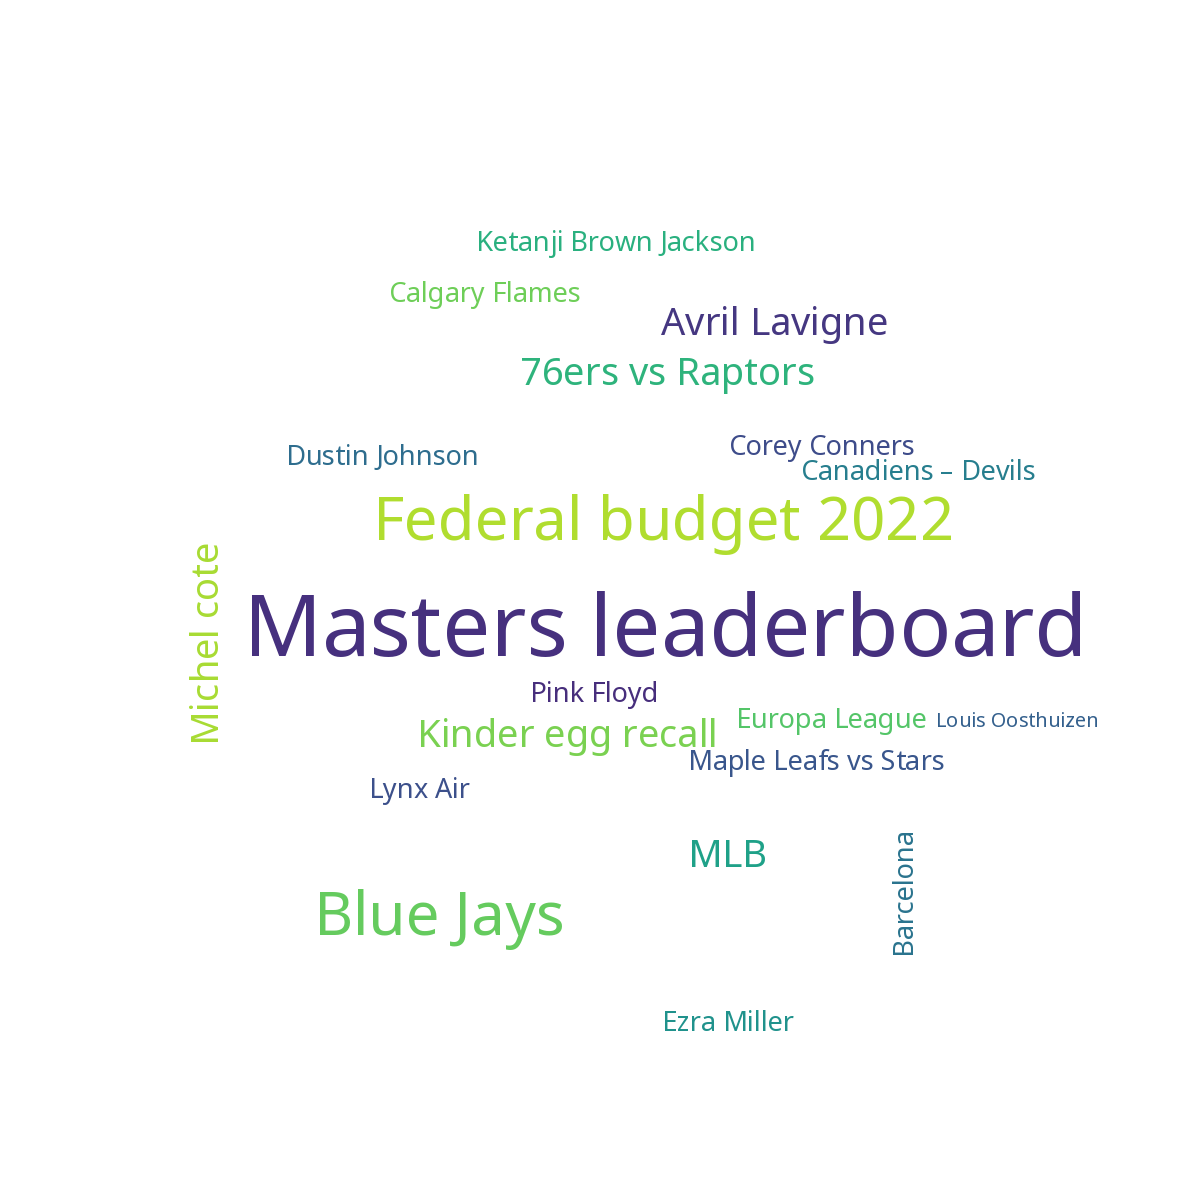 Ketanji Brown Jackson
Calgary Flames
Avril Lavigne
76ers vs Raptors
Corey Conners
Dustin Johnson
Canadiens – Devils
Federal budget 2022
Michel cote
Masters leaderboard
Pink Floyd
Europa League
Louis Oosthuizen
Kinder egg recall
Maple Leafs vs Stars
Lynx Air
MLB
Barcelona
Blue Jays
Ezra Miller